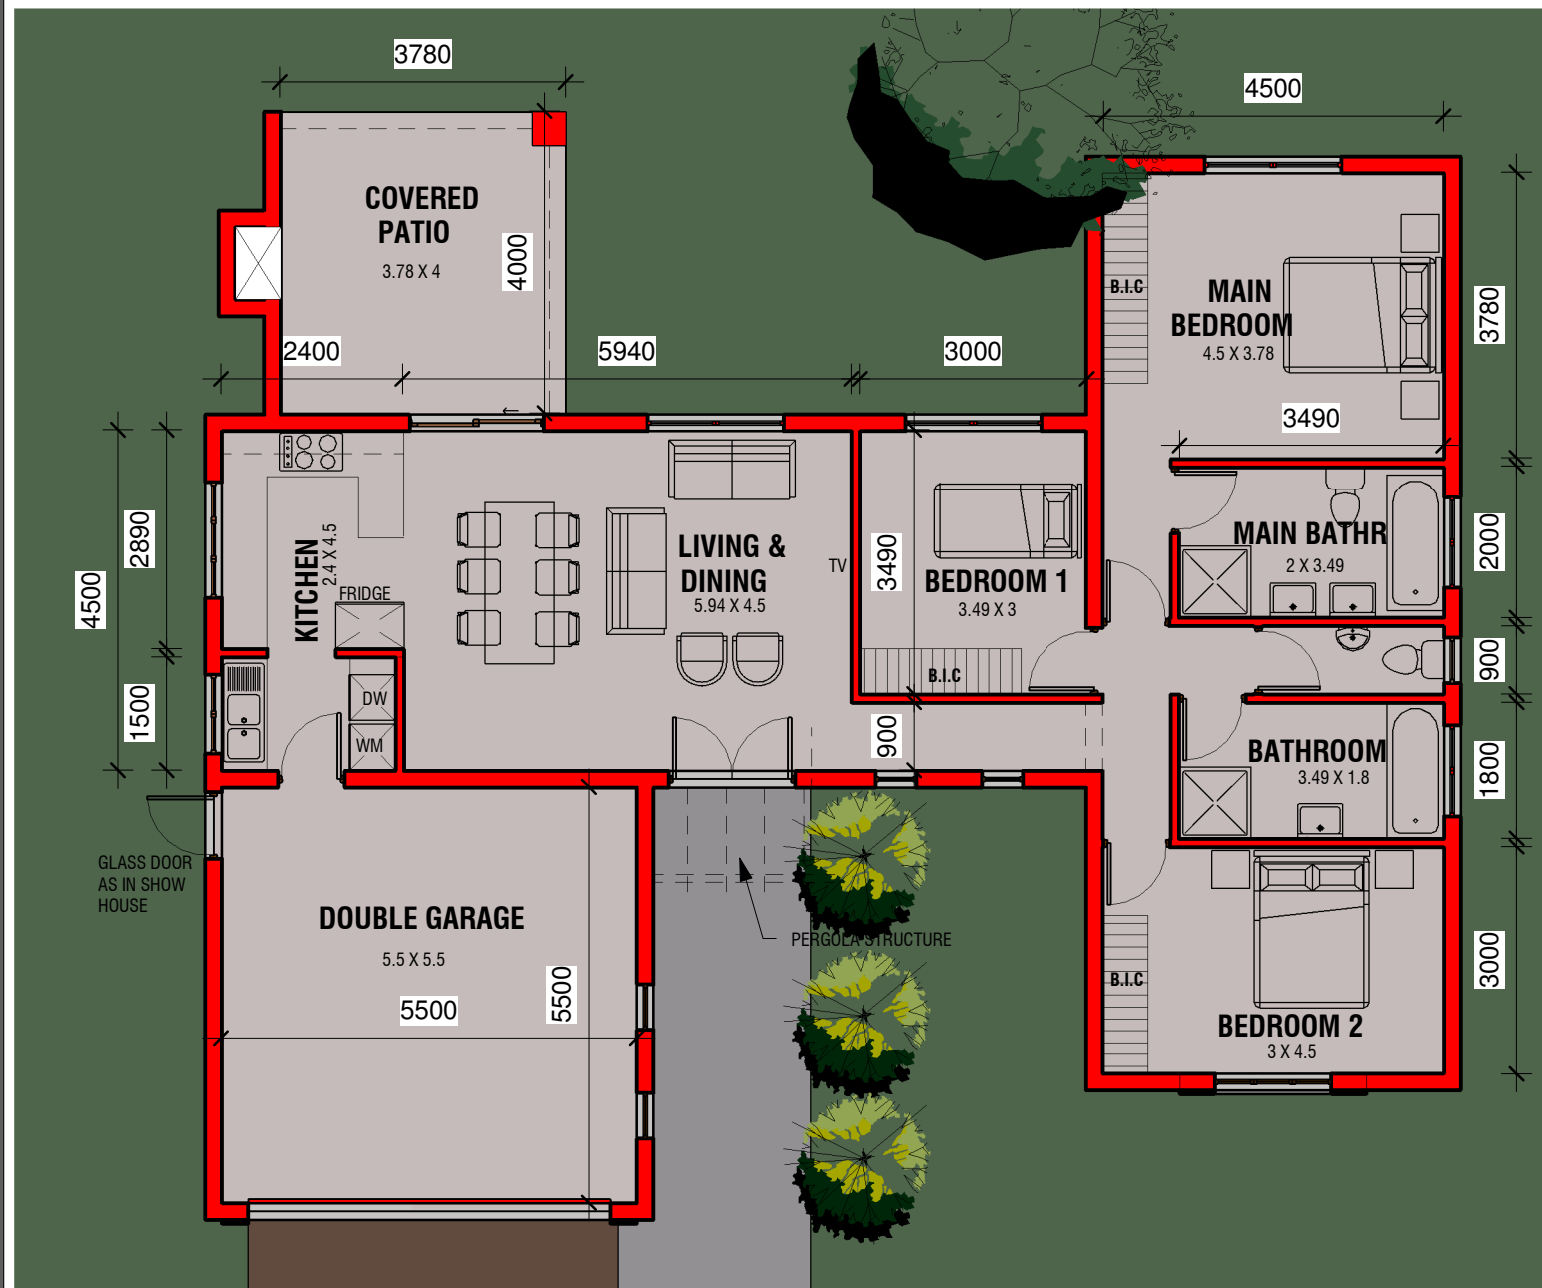 3780
4500
COVERED
PATIO
3.78 X 4
4000
2400
5940
3000
B.I.C
MAIN
BEDROOM
4.5 X 3.78
3780
3490
2890
4500
1500
KITCHEN
2.4 X 4.5
FRIDGE
DW
WM
LIVING &
DINING
5.94 X 4.5
TV
3490
BEDROOM 1
3.49 X 3
B.I.C
900
MAIN BATHR
2 X 3.49
2000
900
BATHROOM
3.49 X 1.8
1800
GLASS DOOR
AS IN SHOW
HOUSE
DOUBLE GARAGE
5.5 X 5.5
5500
5500
PERGOLA STRUCTURE
B.I.C
BEDROOM 2
3 X 4.5
3000